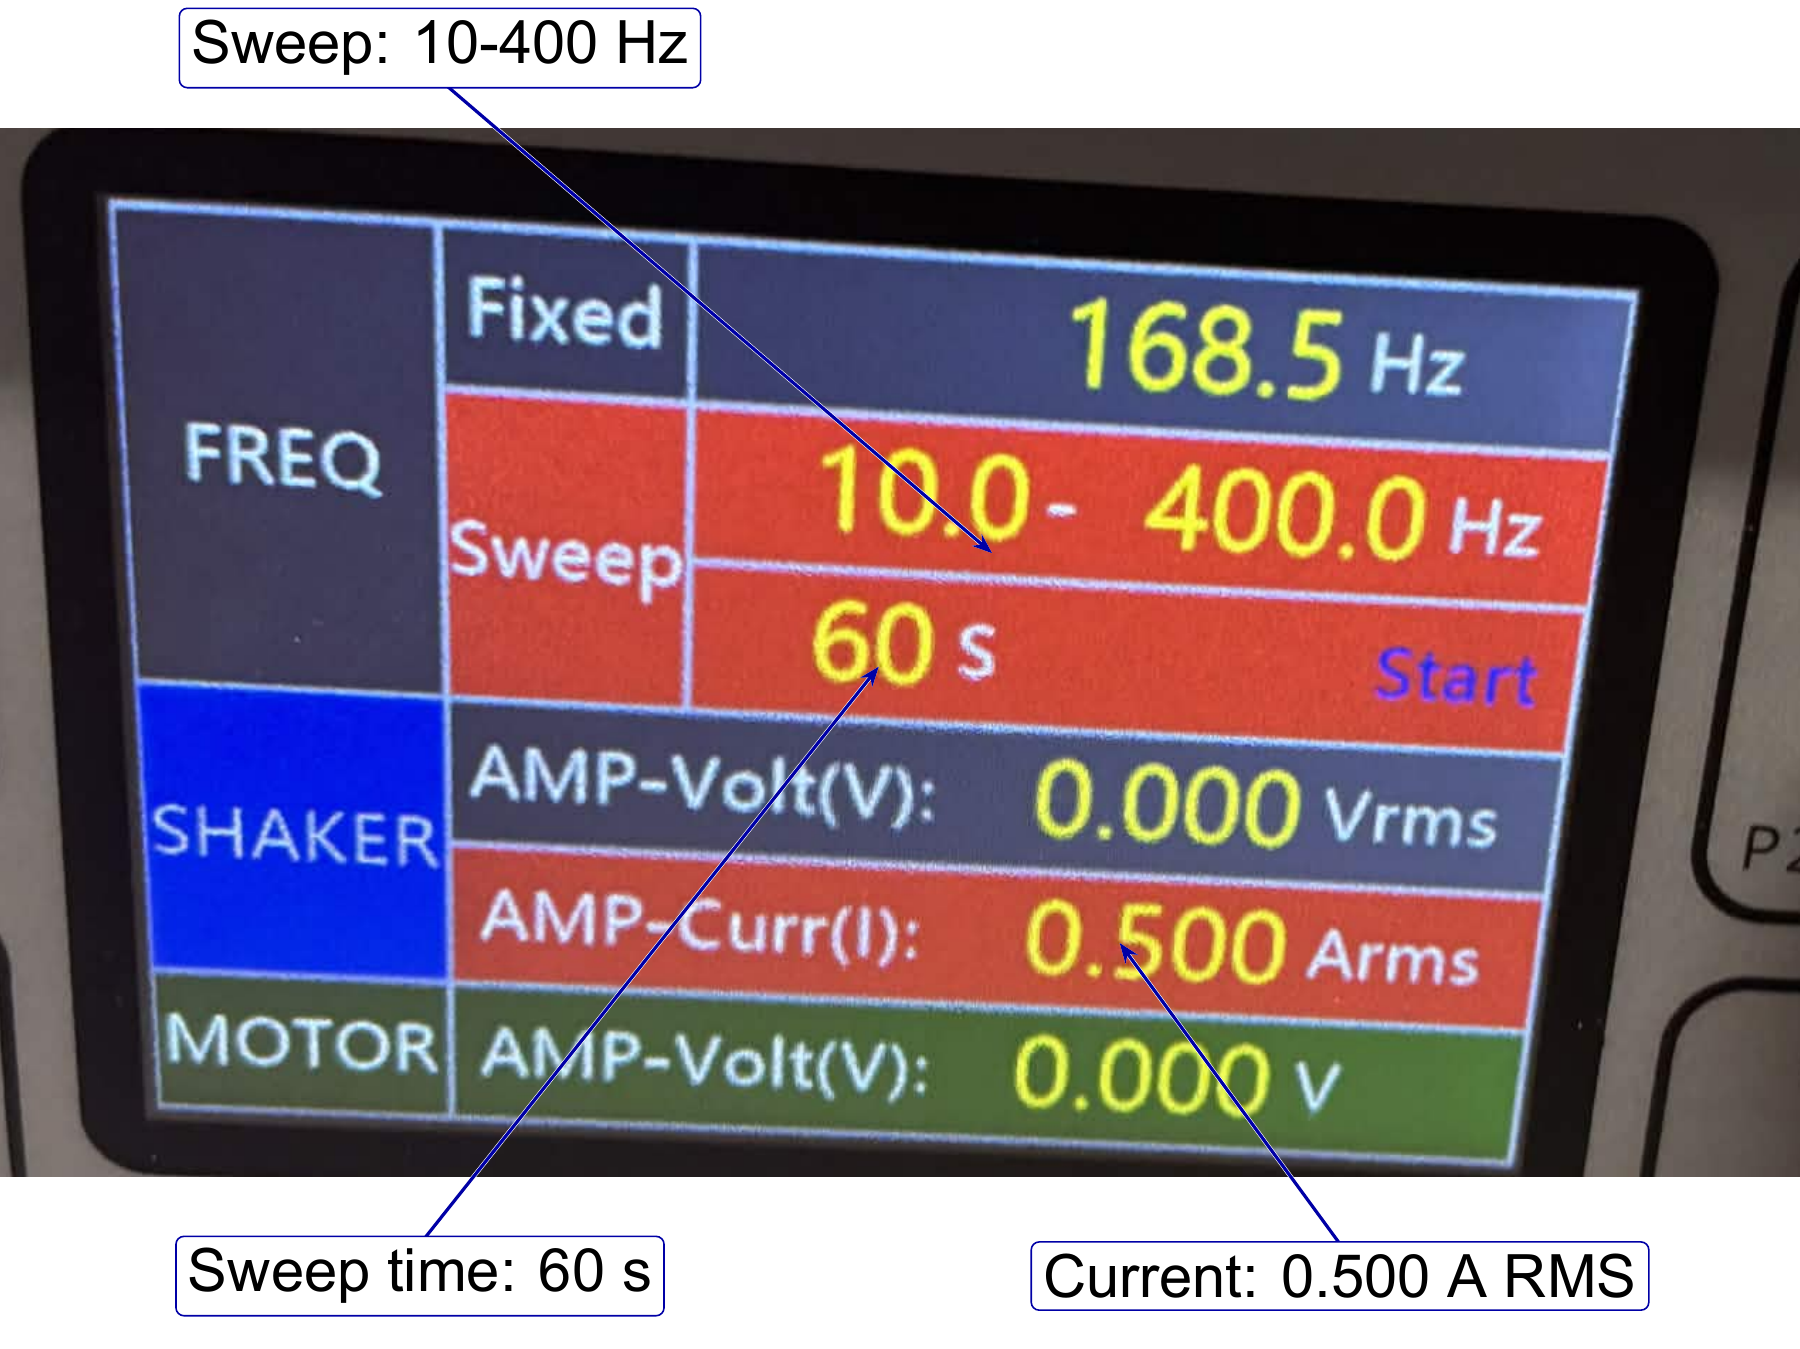 Sweep: 10-400 Hz
Fixed 168.5 Hz
FREQ
Sweep
10.0 - 400.0 Hz
60 S Start
SHAKER
AMP-Volt(V): 0.000 Vrms
AMP-Curr(I): 0.500 Arms
MOTOR AMP-Volt(V): 0.000 V
Sweep time: 60 s
Current: 0.500 A RMS